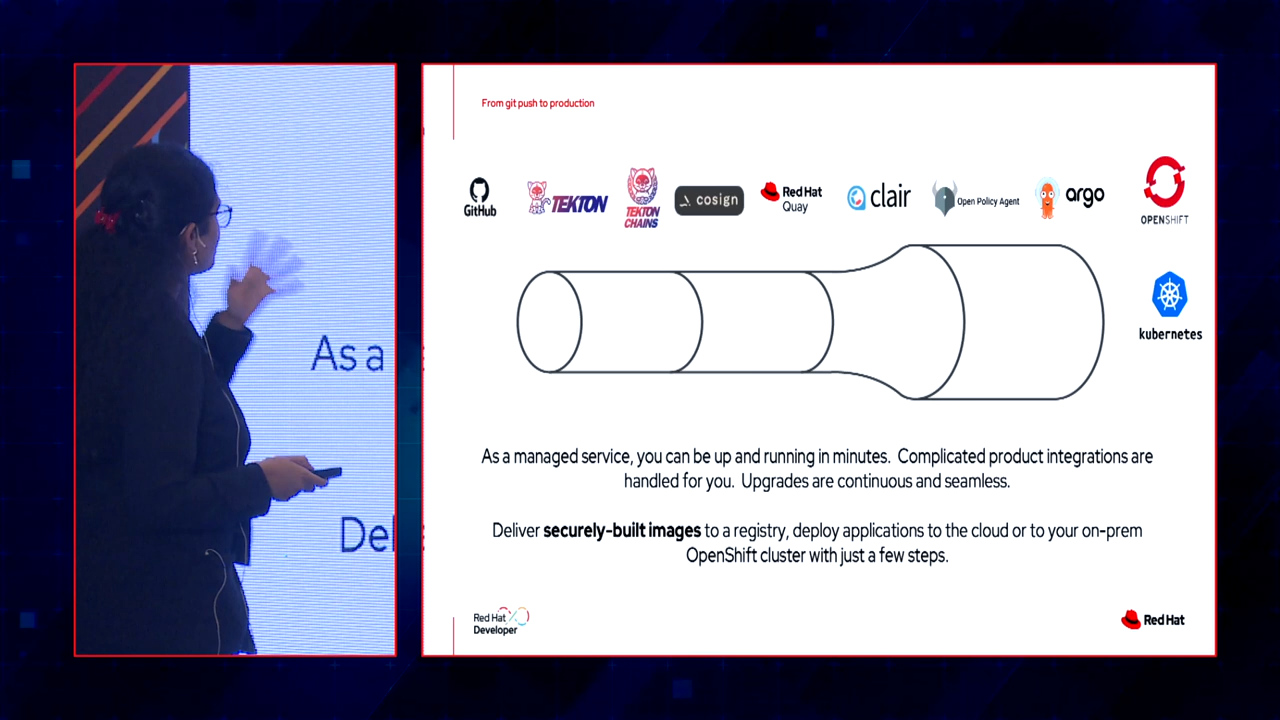 From git push to production
GitHub
TEKTON
TEKTON
CHAINS
cosign
Red Hat
Quay
clair
Open Policy Agent
argo
OPENSHIFT
kubernetes
As a managed service, you can be up and running in minutes. Complicated product integrations are
handled for you. Upgrades are continuous and seamless.
Deliver securely-built images to a registry, deploy applications to the cloud or to your on-prem
OpenShift cluster with just a few steps.
Red Hat
Developer
Red Hat
As a
Del